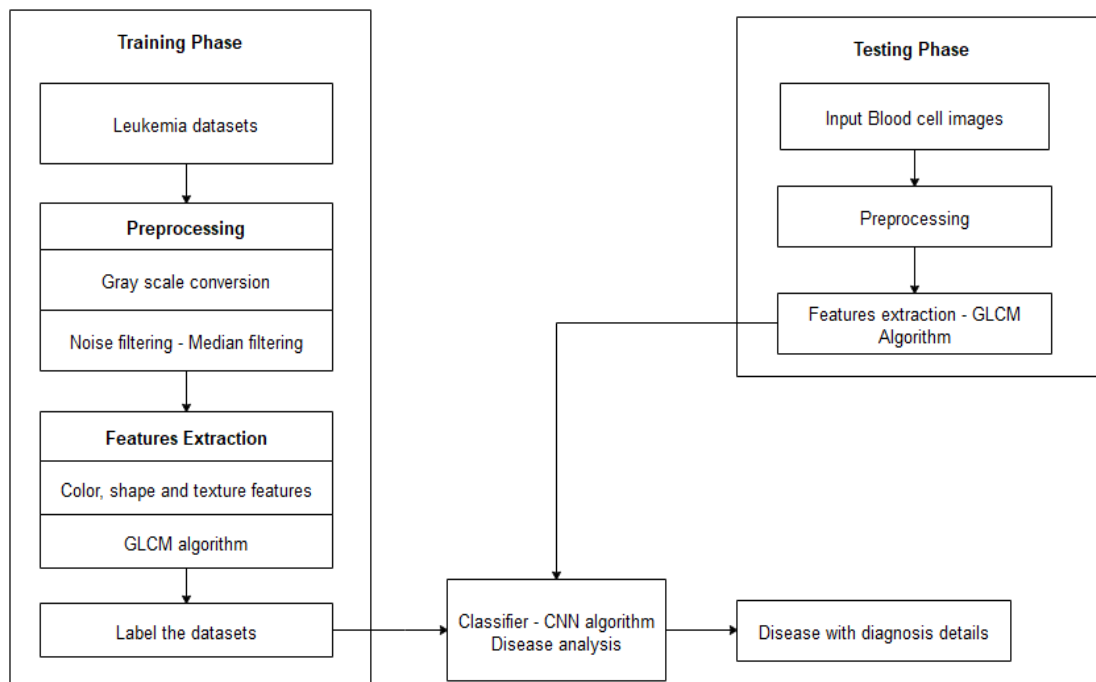 Training Phase
Leukemia datasets
Preprocessing
Gray scale conversion
Noise filtering - Median filtering
Features Extraction
Color, shape and texture features
GLCM algorithm
Label the datasets
Testing Phase
Input Blood cell images
Preprocessing
Features extraction - GLCM
Algorithm
Classifier - CNN algorithm
Disease analysis
Disease with diagnosis details